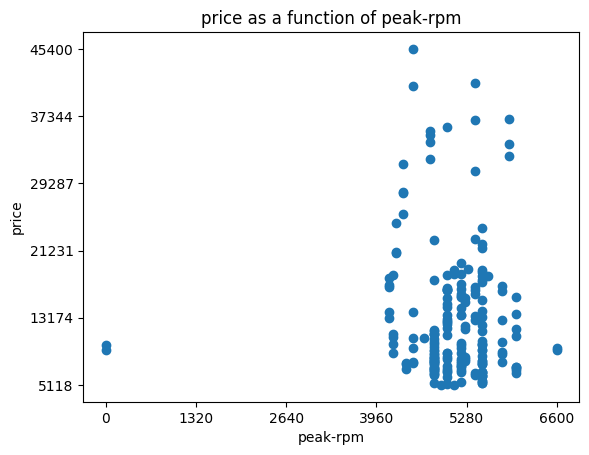 price as a function of peak-rpm
45400
37344
29287
21231
13174
5118
price
0 1320 2640 3960 5280 6600
peak-rpm